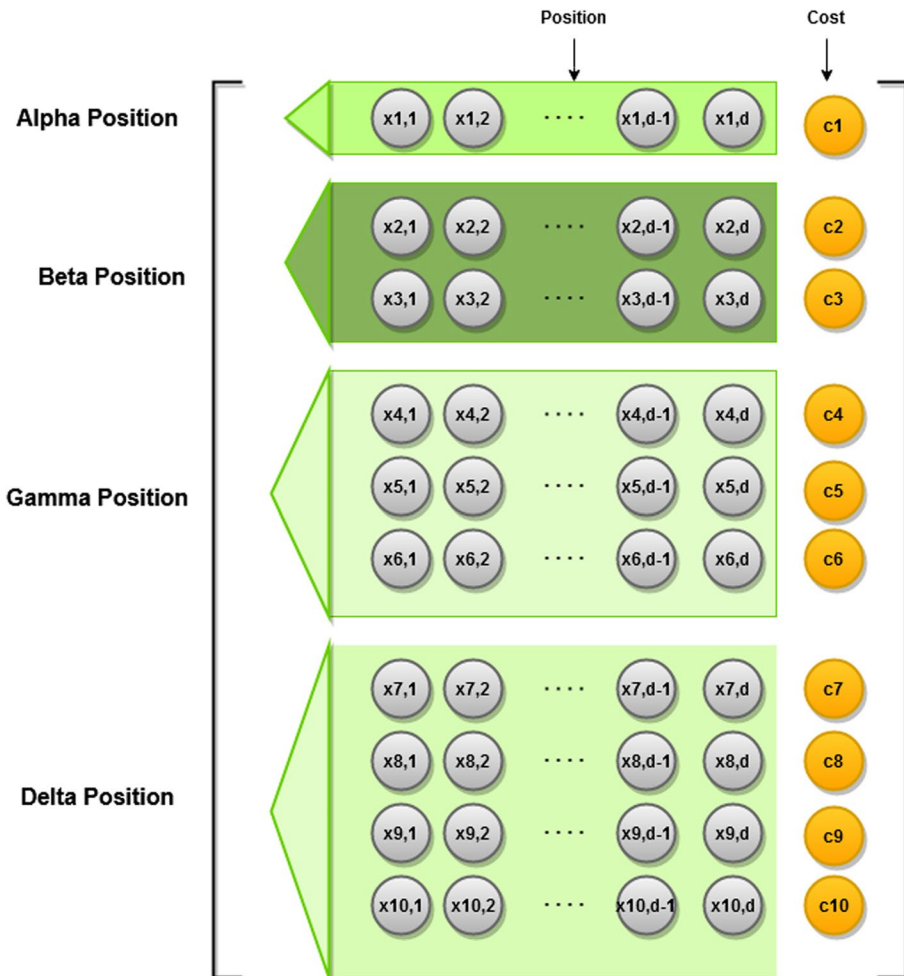 Position Cost
Alpha Position x1,1 x1,2 .... x1,d-1 x1,d c1
x2,1 x2,2 .... x2,d-1 x2,d c2
Beta Position
x3,1 x3,2 .... x3,d-1 x3,d c3
x4,1 x4,2 .... x4,d-1 x4,d c4
Gamma Position x5,1 x5,2 .... x5,d-1 x5,d c5
x6,1 x6,2 .... x6,d-1 x6,d c6
x7,1 x7,2 .... x7,d-1 x7,d c7
x8,1 x8,2 .... x8,d-1 x8,d c8
Delta Position
x9,1 x9,2 .... x9,d-1 x9,d c9
x10,1 x10,2 .... x10,d-1 x10,d c10